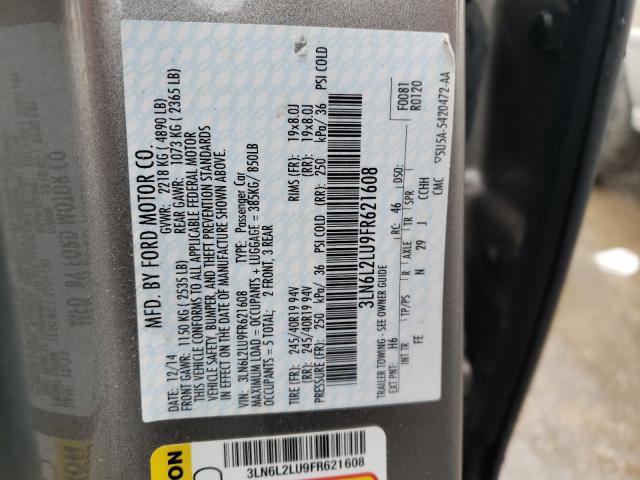 MFD. BY FORD MOTOR CO.
DATE: 12/14 GVWR: 2218 KG ( 4890 LB)
FRONT GAWR: 1150 KG ( 2535 LB) REAR GAWR: 1073 KG ( 2365 LB)
THIS VEHICLE CONFORMS TO ALL APPLICABLE FEDERAL MOTOR
VEHICLE SAFETY, BUMPER, AND THEFT PREVENTION STANDARDS
IN EFFECT ON THE DATE OF MANUFACTURE SHOWN ABOVE.
VIN: 3LN6L2LU9FR621608 TYPE: Passenger Car
MAXIMUM LOAD = OCCUPANTS + LUGGAGE = 385KG/ 850LB
OCCUPANTS = 5 TOTAL; 2 FRONT, 3 REAR
TIRE (FR): 245/40R19 94V RIMS (FR): 19x8.0J
(RR): 245/40R19 94V (RR): 19x8.0J
PRESSURE (FR): 250 kPa/ 36 PSI COLD (RR): 250 kPa/ 36 PSI COLD
3LN6L2LU9FR621608
F0081
R0120
TRAILER TOWING - SEE OWNER GUIDE
EXT PNT: H6 RC: 46 DSO:
INT TR TP/PS R AXLE TR SPR
FE N 29 J CCHH
CMC ▽5U5A-5420472-AA
3LN6L2LU9FR621608